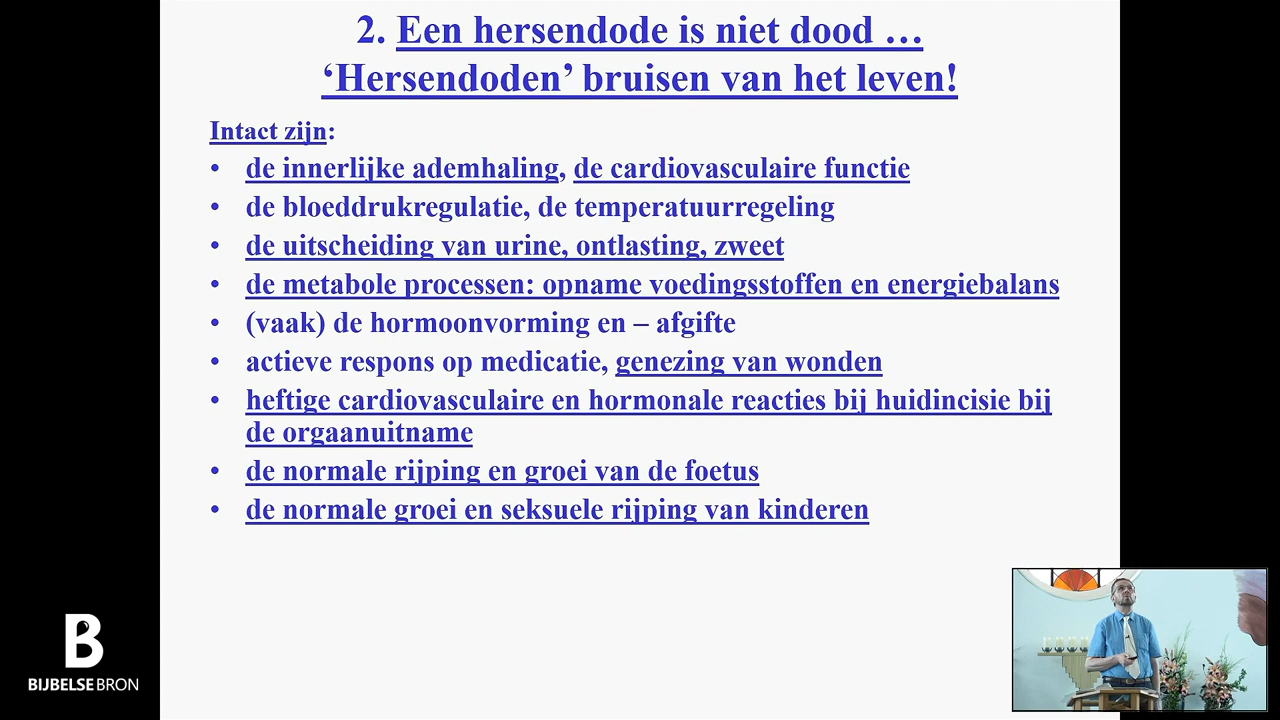 2. Een hersendode is niet dood …
‘Hersendoden’ bruisen van het leven!
Intact zijn:
• de innerlijke ademhaling, de cardiovasculaire functie
• de bloeddrukregulatie, de temperatuurregeling
• de uitscheiding van urine, ontlasting, zweet
• de metabole processen: opname voedingsstoffen en energiebalans
• (vaak) de hormoonvorming en – afgifte
• actieve respons op medicatie, genezing van wonden
• heftige cardiovasculaire en hormonale reacties bij huidincisie bij
de orgaanuitname
• de normale rijping en groei van de foetus
• de normale groei en seksuele rijping van kinderen
B
BIJBELSE BRON